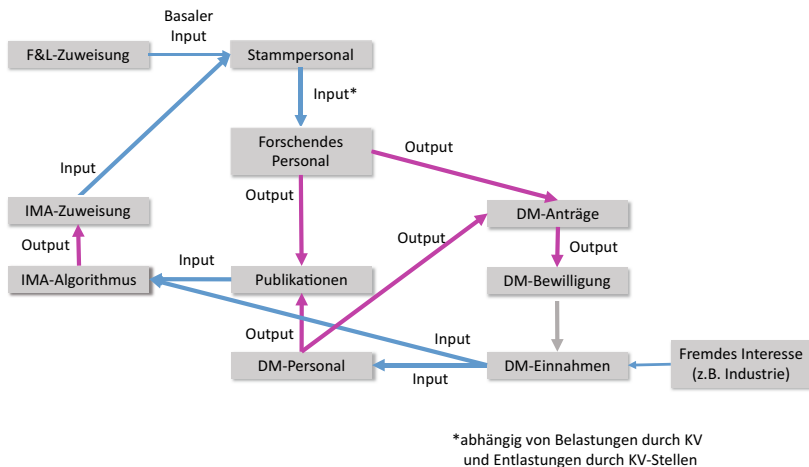 Basaler
Input
F&L-Zuweisung
Stammpersonal
Input*
Input
Forschendes
Personal
Output
Output
IMA-Zuweisung
DM-Anträge
Output
Output
Output
IMA-Algorithmus
Input
Publikationen
DM-Bewilligung
Output
Input
DM-Personal
Input
DM-Einnahmen
Fremdes Interesse
(z.B. Industrie)
*abhängig von Belastungen durch KV
und Entlastungen durch KV-Stellen